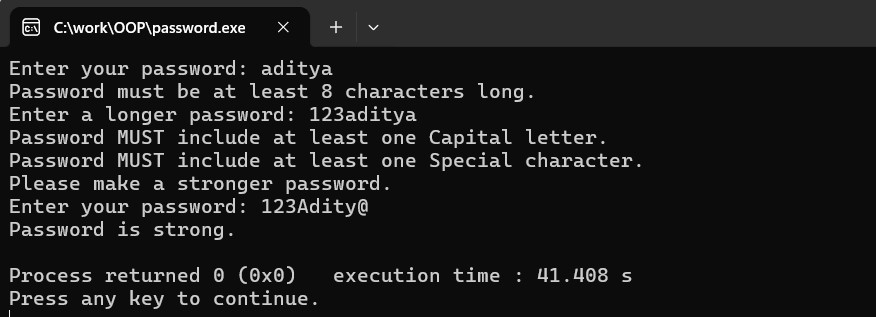 C:\work\OOP\password.exe
Enter your password: aditya
Password must be at least 8 characters long.
Enter a longer password: 123aditya
Password MUST include at least one Capital letter.
Password MUST include at least one Special character.
Please make a stronger password.
Enter your password: 123Adity@
Password is strong.
Process returned 0 (0x0)   execution time : 41.408 s
Press any key to continue.